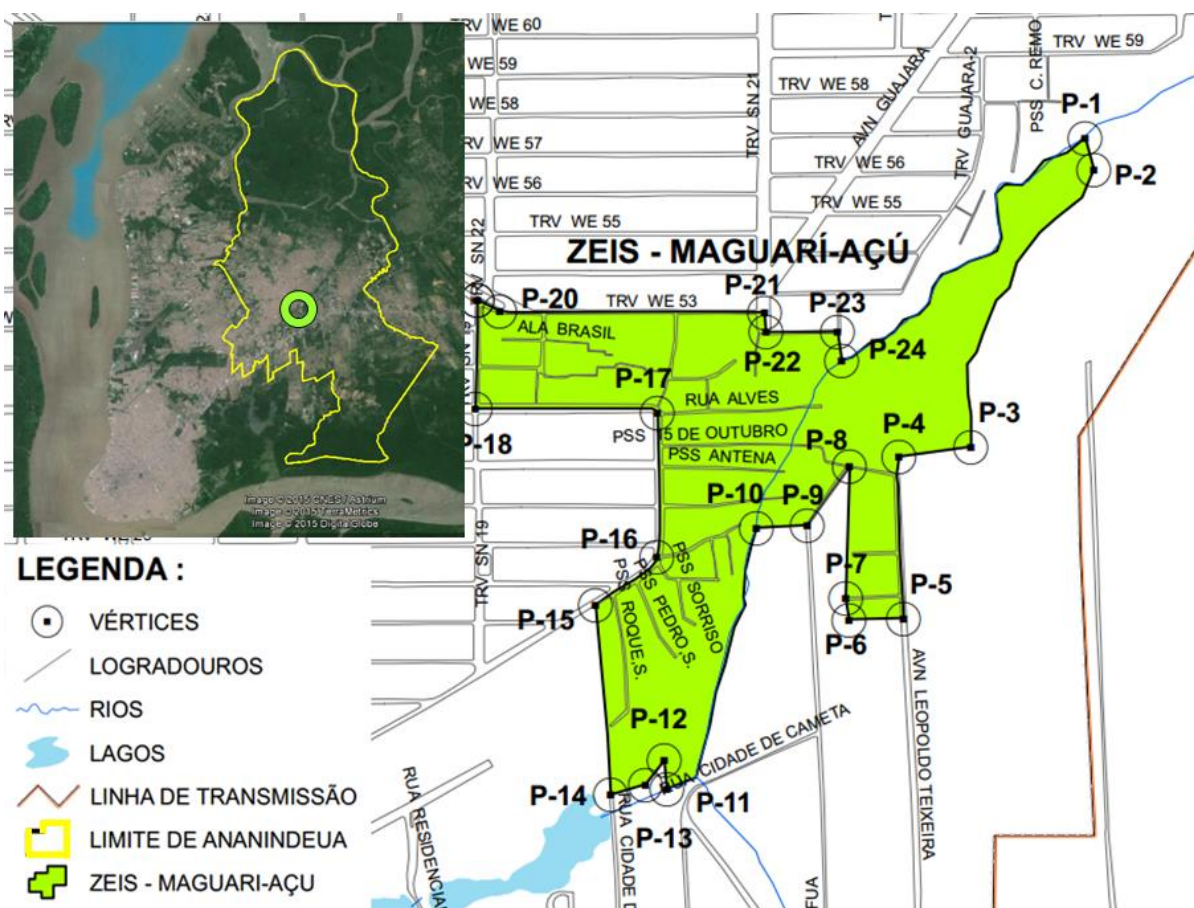 TRV WE 60
WE 59
WE 58
WE 57
WE 56
TRV WE 55
TRV SN 22
TRV SN 21
TRV WE 58
AVN GUAJARA
TRV GUAJARA-2
PSS C. REMO
TRV WE 59
TRV WE 56
TRV WE 55
P-1
P-2
ZEIS - MAGUARÍ-AÇÚ
P-20
TRV WE 53
P-21
P-23
ALA BRASIL
P-22
P-24
P-17
RUA ALVES
P-18
PSS 15 DE OUTUBRO
P-8
P-4
P-3
PSS ANTENA
P-10
P-9
Image © 2015 CNES / Astrium
Image © 2015 TerraMetrics
Image © 2015 Digital Globe
TRV SN 19
P-16
PSS SORRISO
PSS PEDRO,S.
PSS ROQUE,S.
P-15
P-7
P-5
P-6
AVN LEOPOLDO TEIXEIRA
P-12
RUA CIDADE DE CAMETA
P-14
P-11
P-13
RUA CIDADE D
RUA RESIDENCIAL
FUA
LEGENDA :
VÉRTICES
LOGRADOUROS
RIOS
LAGOS
LINHA DE TRANSMISSÃO
LIMITE DE ANANINDEUA
ZEIS - MAGUARI-AÇU